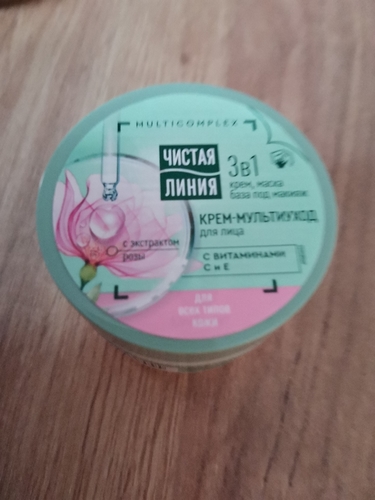 MULTICOMPLEX
ЧИСТАЯ
ЛИНИЯ
3в1
крем, маска
база под макияж
КРЕМ-МУЛЬТИУХОД
для лица
с экстрактом
розы
С ВИТАМИНАМИ
С и Е
ДЛЯ
ВСЕХ ТИПОВ
КОЖИ